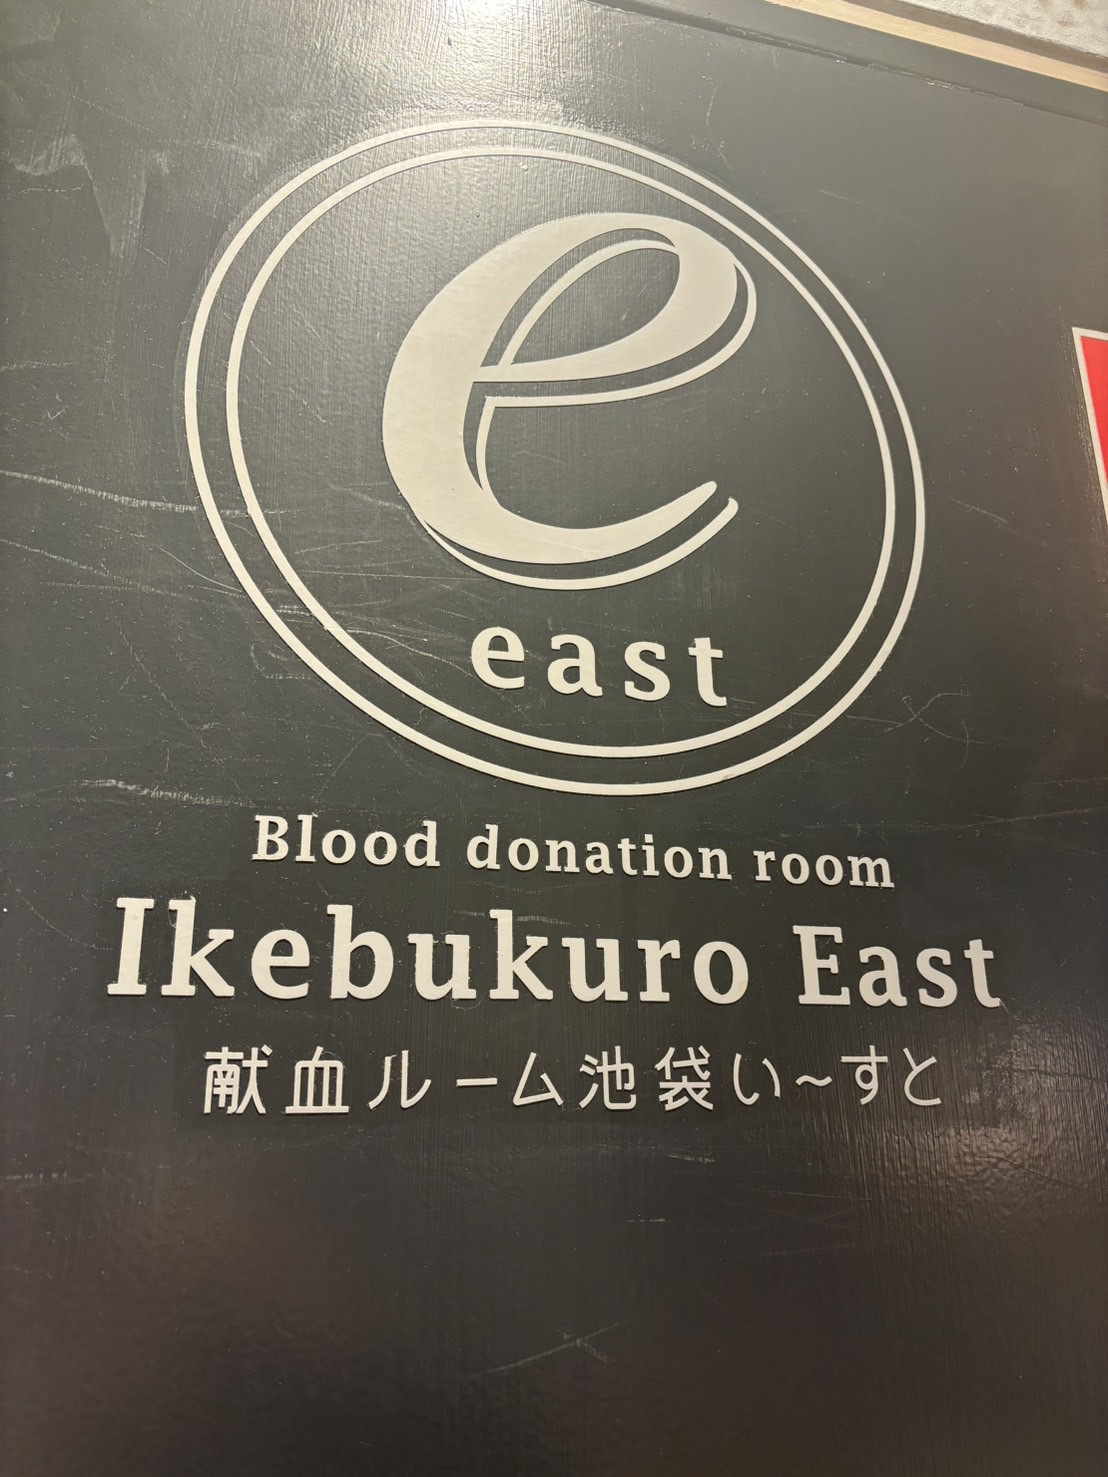 e
east
Blood donation room
Ikebukuro East
献血ルーム池袋い～すと